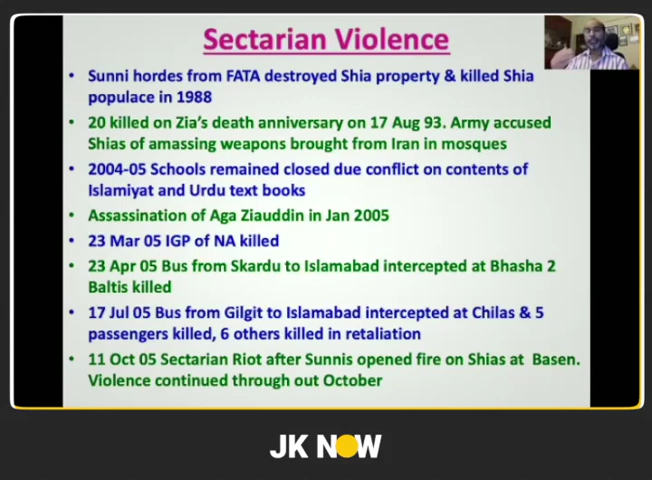 Sectarian Violence
• Sunni hordes from FATA destroyed Shia property & killed Shia
populace in 1988
• 20 killed on Zia's death anniversary on 17 Aug 93. Army accused
Shias of amassing weapons brought from Iran in mosques
• 2004-05 Schools remained closed due conflict on contents of
Islamiyat and Urdu text books
• Assassination of Aga Ziauddin in Jan 2005
• 23 Mar 05 IGP of NA killed
• 23 Apr 05 Bus from Skardu to Islamabad intercepted at Bhasha 2
Baltis killed
• 17 Jul 05 Bus from Gilgit to Islamabad intercepted at Chilas & 5
passengers killed, 6 others killed in retaliation
• 11 Oct 05 Sectarian Riot after Sunnis opened fire on Shias at Basen.
Violence continued through out October
JK NOW